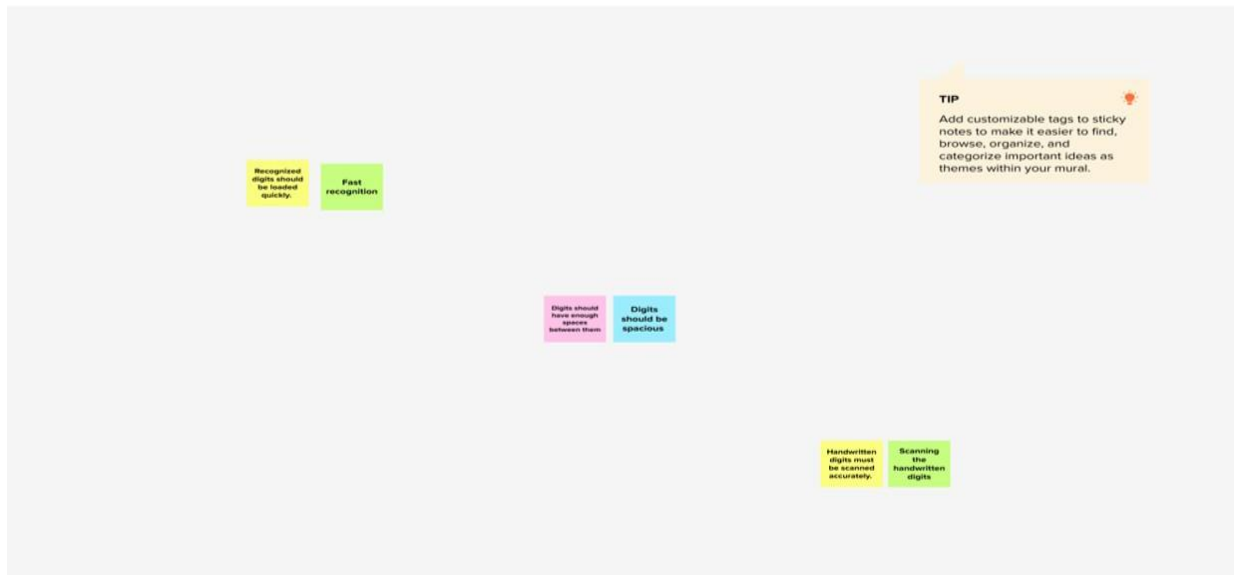 TIP
Add customizable tags to sticky
notes to make it easier to find,
browse, organize, and
categorize important ideas as
themes within your mural.
Recognized
digits should
be loaded
quickly.
Fast
recognition
Digits should
have enough
spaces
between them
Digits
should be
spacious
Handwritten
digits must
be scanned
accurately.
Scanning
the
handwritten
digits